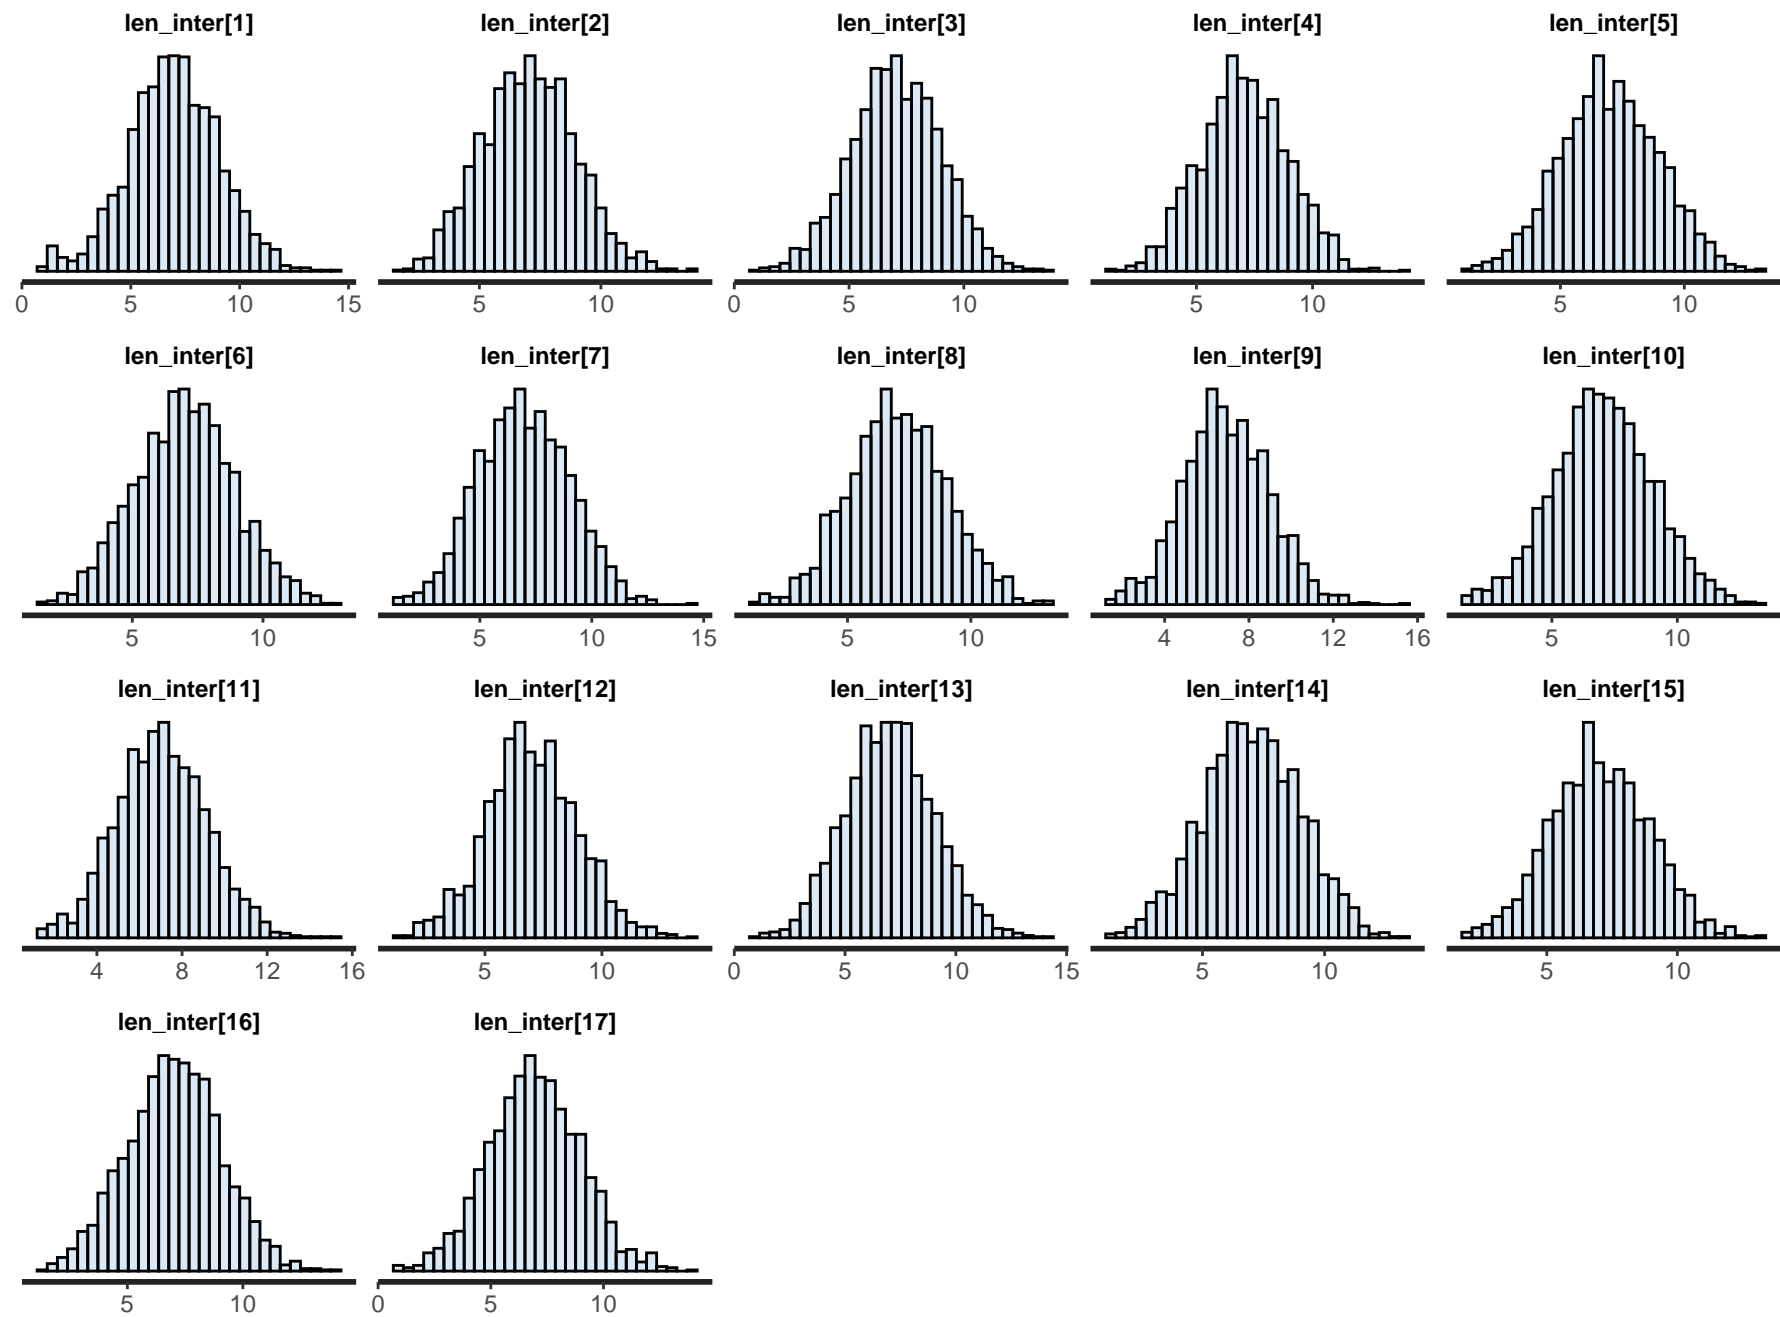 len_inter[1] len_inter[2] len_inter[3] len_inter[4] len_inter[5]
0 5 10 15 5 10 0 5 10 5 10 5 10
len_inter[6] len_inter[7] len_inter[8] len_inter[9] len_inter[10]
5 10 5 10 15 5 10 4 8 12 16 5 10
len_inter[11] len_inter[12] len_inter[13] len_inter[14] len_inter[15]
4 8 12 16 5 10 0 5 10 15 5 10 5 10
len_inter[16] len_inter[17]
5 10 0 5 10